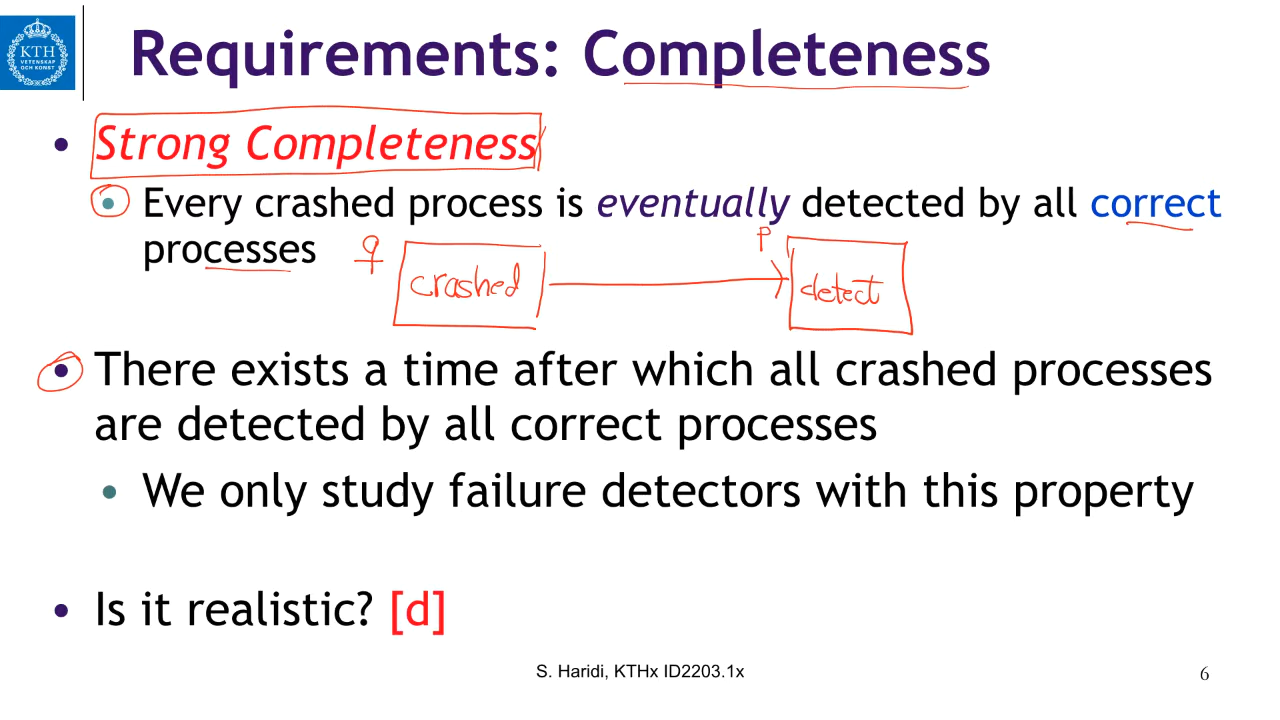 KTH
VETENSKAP
OCH KONST
Requirements: Completeness
• Strong Completeness
• Every crashed process is eventually detected by all correct
processes
q
crashed
p
detect
• There exists a time after which all crashed processes
are detected by all correct processes
• We only study failure detectors with this property
• Is it realistic? [d]
S. Haridi, KTHx ID2203.1x
6